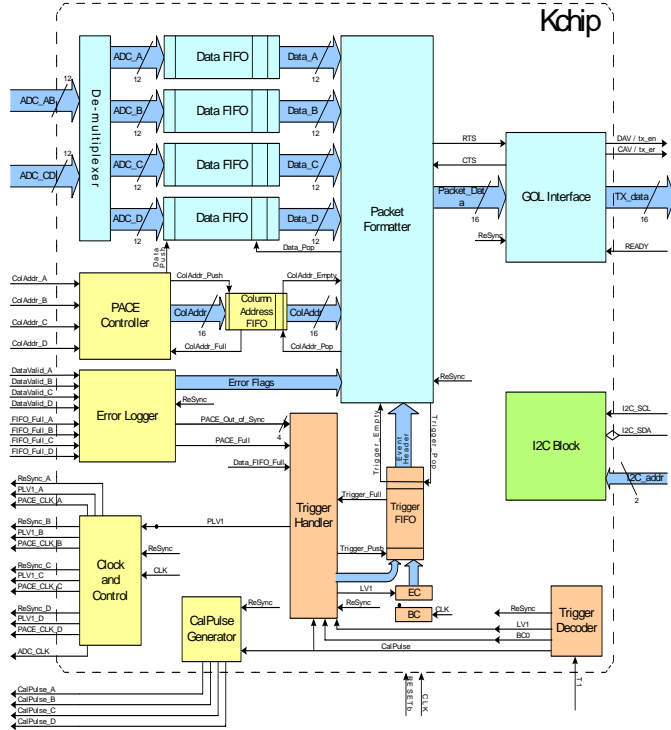 Kchip
ADC_AB
12
ADC_CD
12
De-multiplexer
ADC_A
12
Data FIFO
Data_A
12
ADC_B
12
Data FIFO
Data_B
12
ADC_C
12
Data FIFO
Data_C
12
ADC_D
12
Data FIFO
Data_D
12
Packet
Formatter
RTS
CTS
Packet_Dat
a
16
ReSync
GOL Interface
DAV / tx_en
CAV / tx_er
TX_data
16
READY
Data_
Push
Data_Pop
ColAddr_A
ColAddr_B
ColAddr_C
ColAddr_D
PACE
Controller
ColAddr_Push
ColAddr
16
ColAddr_Full
Column
Address
FIFO
ColAddr_Empty
ColAddr
16
ColAddr_Pop
DataValid_A
DataValid_B
DataValid_C
DataValid_D
FIFO_Full_A
FIFO_Full_B
FIFO_Full_C
FIFO_Full_D
Error Logger
Error Flags
ReSync
PACE_Out_of_Sync
4
PACE_Full
Data_FIFO_Full
ReSync
Trigger_Empty
Event
Header
Trigger_Pop
I2C Block
I2C_SCL
I2C_SDA
I2C_addr
2
Trigger
Handler
Trigger_Full
Trigger
FIFO
Trigger_Push
PLV1
LV1
EC
BC
CLK
ReSync
ReSync_A
PLV1_A
PACE_CLK_A
ReSync_B
PLV1_B
PACE_CLK_B
ReSync_C
PLV1_C
PACE_CLK_C
ReSync_D
PLV1_D
PACE_CLK_D
ADC_CLK
Clock
and
Control
ReSync
CLK
CalPulse
Generator
ReSync
CalPulse
ReSync
LV1
BC0
Trigger
Decoder
T1
RESETb
CLK
CalPulse_A
CalPulse_B
CalPulse_C
CalPulse_D